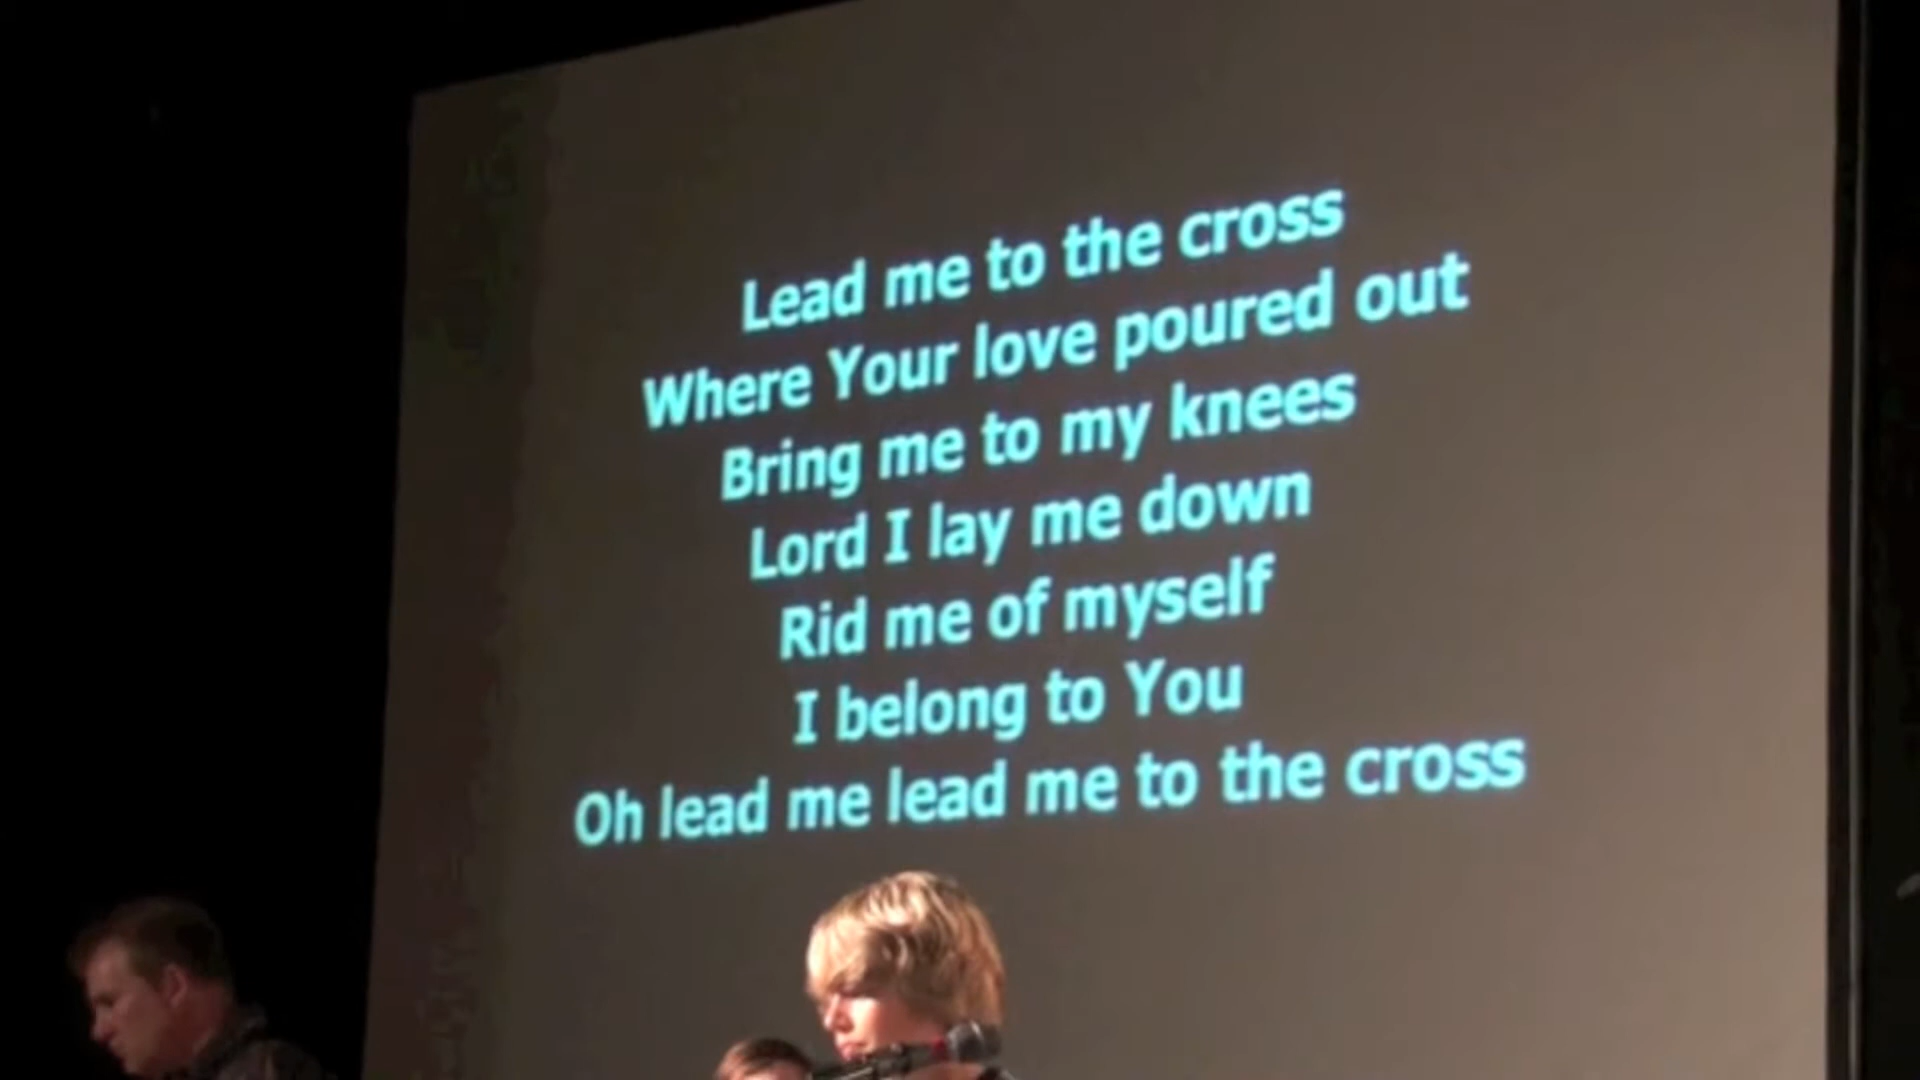 Lead me to the cross
Where Your love poured out
Bring me to my knees
Lord I lay me down
Rid me of myself
I belong to You
Oh lead me lead me to the cross